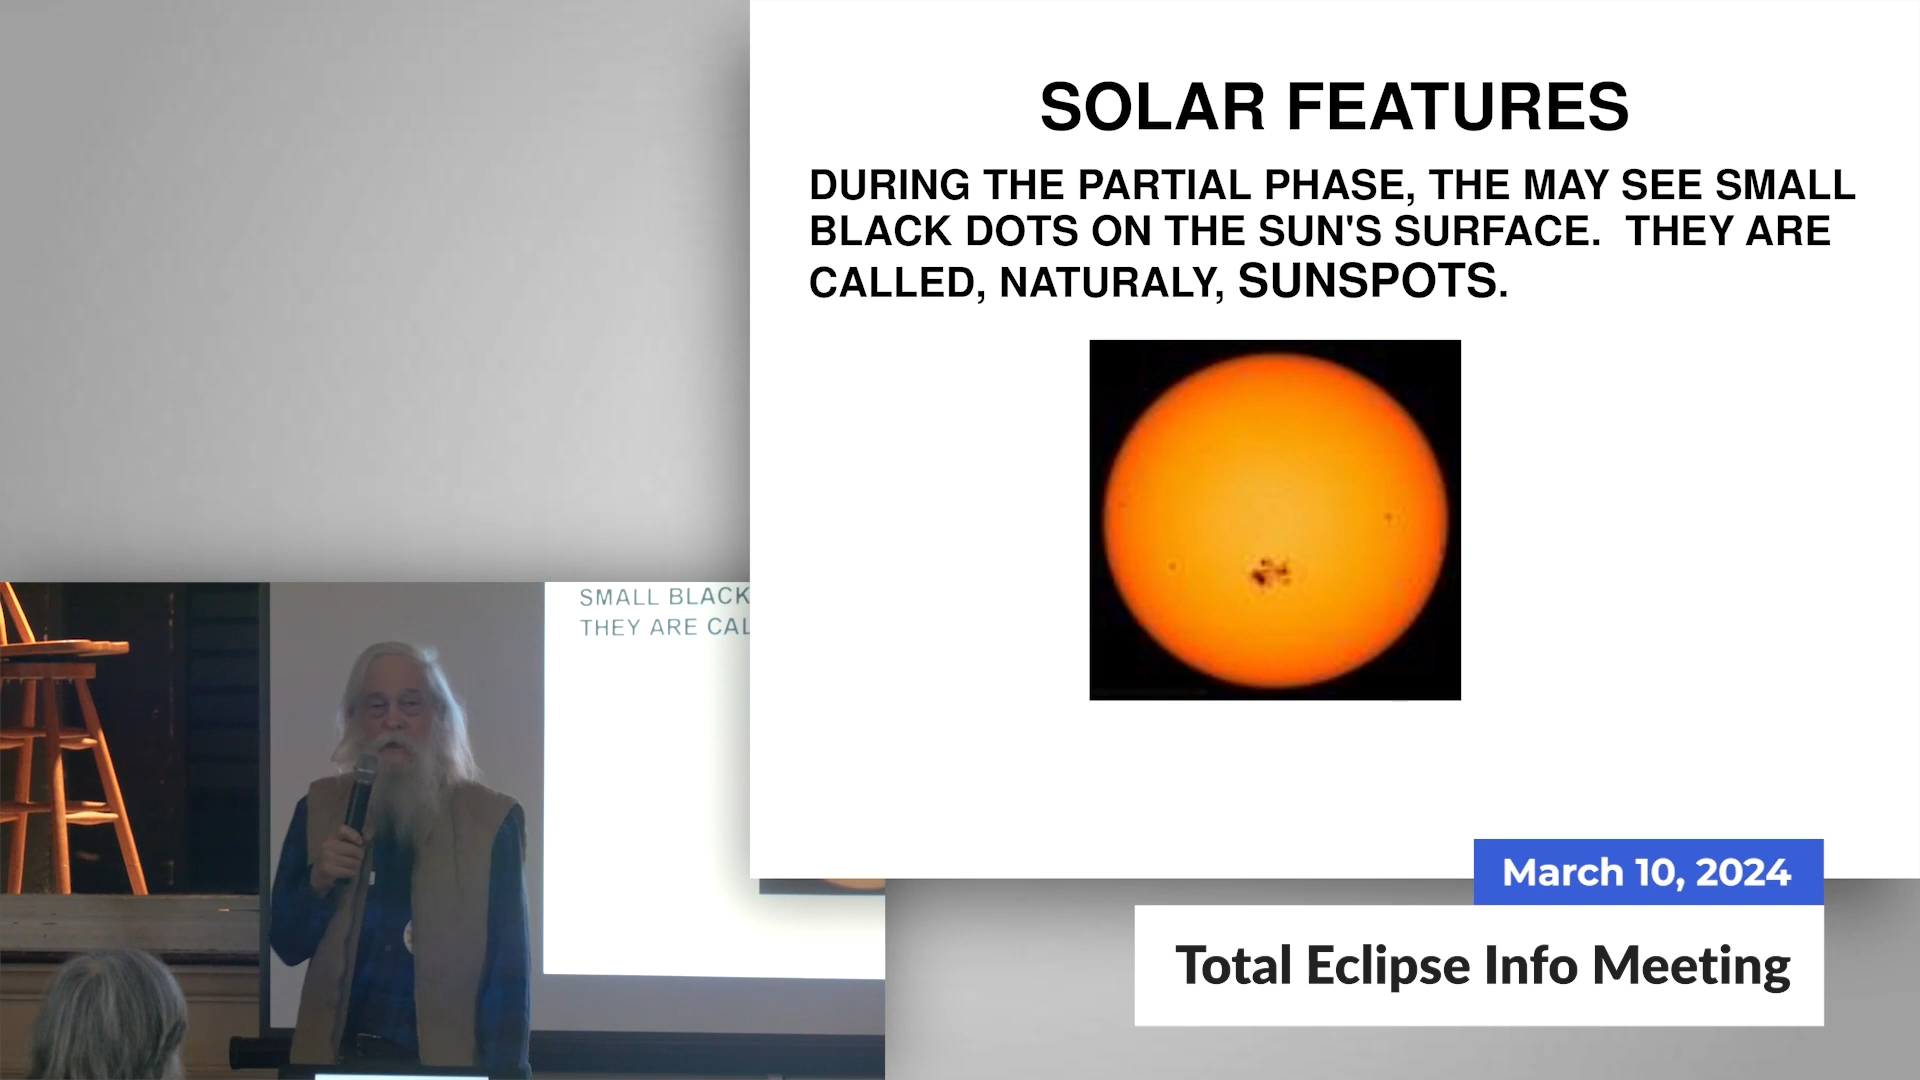 SOLAR FEATURES
DURING THE PARTIAL PHASE, THE MAY SEE SMALL
BLACK DOTS ON THE SUN'S SURFACE.  THEY ARE
CALLED, NATURALY, SUNSPOTS.
SMALL BLACK
THEY ARE CAL
March 10, 2024
Total Eclipse Info Meeting